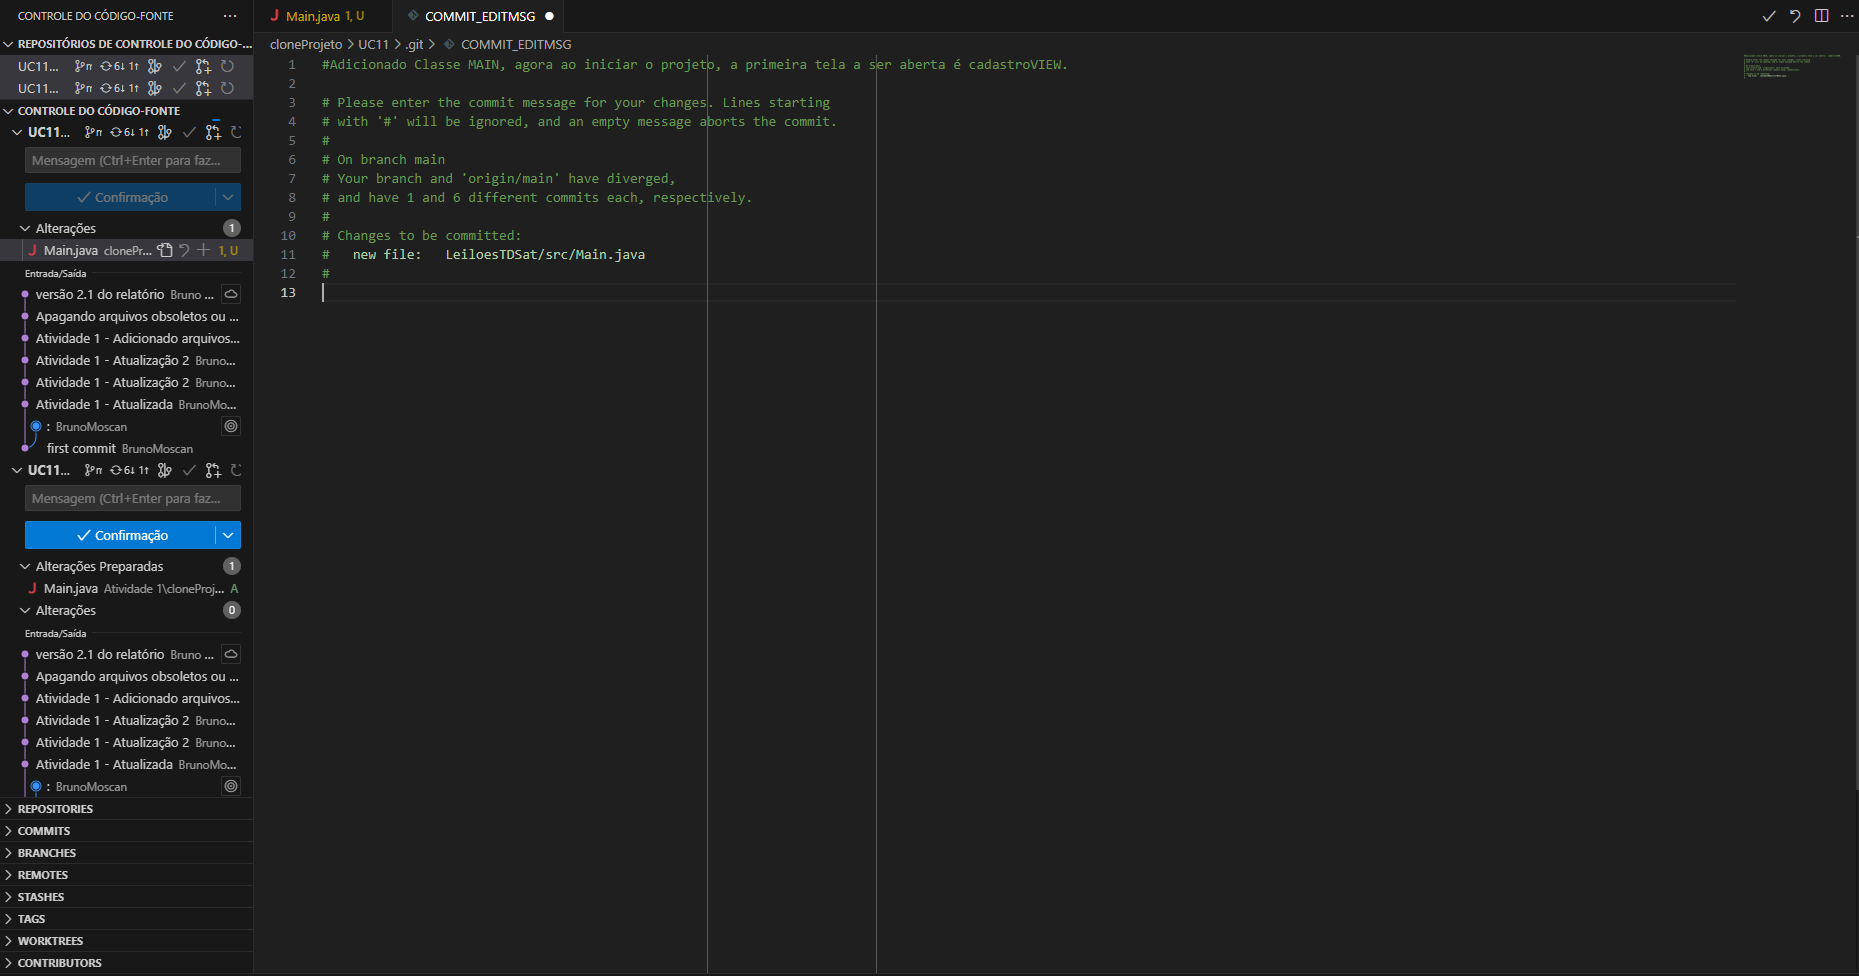 CONTROLE DO CÓDIGO-FONTE
Main.java 1, U
COMMIT_EDITMSG
REPOSITÓRIOS DE CONTROLE DO CÓDIGO-...
UC11... 6↓ 1↑
UC11... 6↓ 1↑
CONTROLE DO CÓDIGO-FONTE
UC11... 6↓ 1↑
Mensagem (Ctrl+Enter para faz...
Confirmação
Alterações 1
Main.java clonePr... 1, U
Entrada/Saída
versão 2.1 do relatório Bruno ...
Apagando arquivos obsoletos ou ...
Atividade 1 - Adicionado arquivos...
Atividade 1 - Atualização 2 Bruno...
Atividade 1 - Atualização 2 Bruno...
Atividade 1 - Atualizada BrunoMo...
: BrunoMoscan
first commit BrunoMoscan
UC11... 6↓ 1↑
Mensagem (Ctrl+Enter para faz...
Confirmação
Alterações Preparadas 1
Main.java Atividade 1\cloneProj... A
Alterações 0
Entrada/Saída
versão 2.1 do relatório Bruno ...
Apagando arquivos obsoletos ou ...
Atividade 1 - Adicionado arquivos...
Atividade 1 - Atualização 2 Bruno...
Atividade 1 - Atualização 2 Bruno...
Atividade 1 - Atualizada BrunoMo...
: BrunoMoscan
REPOSITORIES
COMMITS
BRANCHES
REMOTES
STASHES
TAGS
WORKTREES
CONTRIBUTORS
cloneProjeto > UC11 > .git > COMMIT_EDITMSG
1 #Adicionado Classe MAIN, agora ao iniciar o projeto, a primeira tela a ser aberta é cadastroVIEW.
2
3 # Please enter the commit message for your changes. Lines starting
4 # with '#' will be ignored, and an empty message aborts the commit.
5 #
6 # On branch main
7 # Your branch and 'origin/main' have diverged,
8 # and have 1 and 6 different commits each, respectively.
9 #
10 # Changes to be committed:
11 #   new file:   LeiloesTDSat/src/Main.java
12 #
13